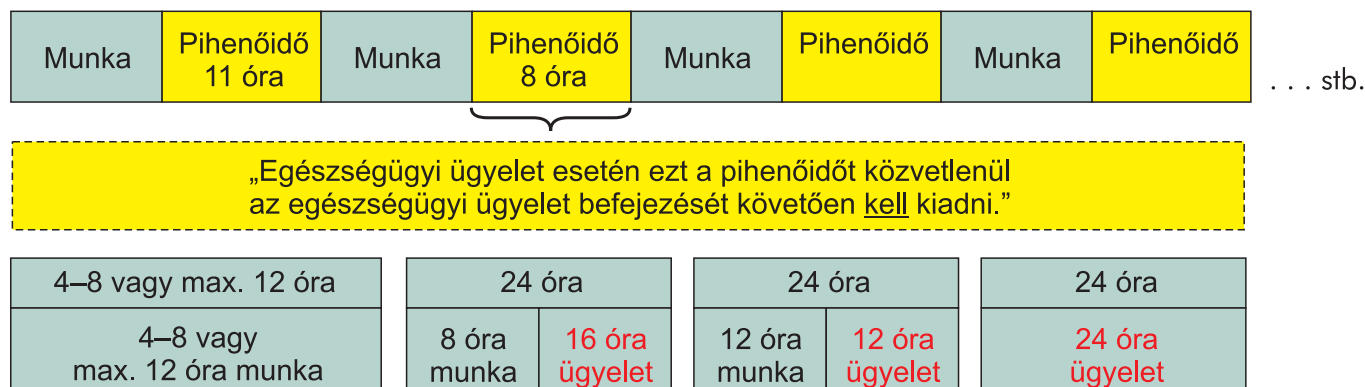 Munka
Pihenőidő
11 óra
Munka
Pihenőidő
8 óra
Munka
Pihenőidő
Munka
Pihenőidő
. . . stb.
„Egészségügyi ügyelet esetén ezt a pihenőidőt közvetlenül
az egészségügyi ügyelet befejezését követően kell kiadni.”
4–8 vagy max. 12 óra
4–8 vagy
max. 12 óra munka
24 óra
8 óra
munka
16 óra
ügyelet
24 óra
12 óra
munka
12 óra
ügyelet
24 óra
24 óra
ügyelet